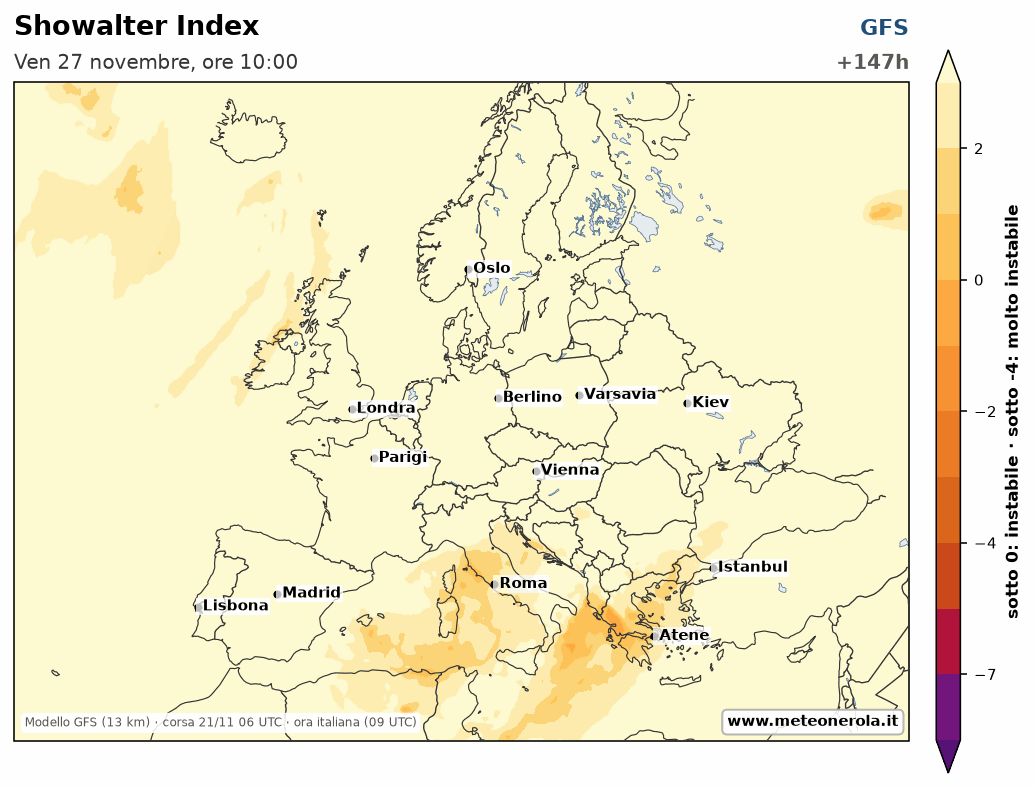 Showalter Index
GFS
Ven 27 novembre, ore 10:00
+147h
Oslo
Londra
Berlino
Varsavia
Kiev
Parigi
Vienna
Istanbul
Madrid
Roma
Lisbona
Atene
Modello GFS (13 km) · corsa 21/11 06 UTC · ora italiana (09 UTC)
www.meteonerola.it
2
0
−2
−4
−7
sotto 0: instabile · sotto -4: molto instabile